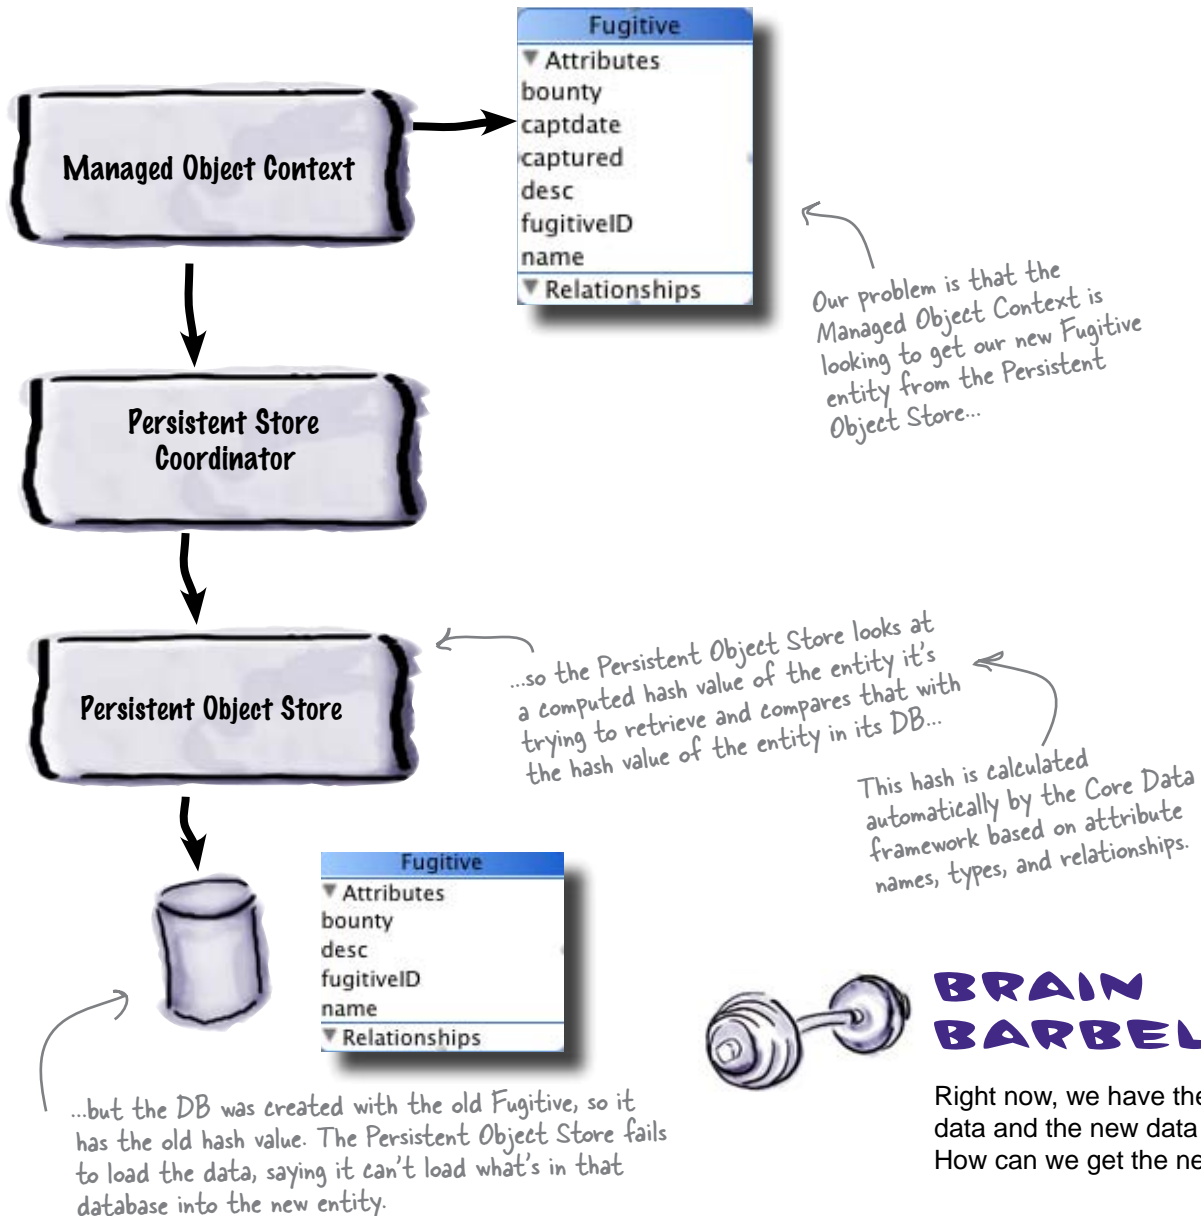 Fugitive
Attributes
bounty
captdate
captured
desc
fugitiveID
name
Relationships
Managed Object Context
Our problem is that the
Managed Object Context is
looking to get our new Fugitive
entity from the Persistent
Object Store...
Persistent Store
Coordinator
Persistent Object Store
...so the Persistent Object Store looks at
a computed hash value of the entity it's
trying to retrieve and compares that with
the hash value of the entity in its DB...
This hash is calculated
automatically by the Core Data
framework based on attribute
names, types, and relationships.
Fugitive
Attributes
bounty
desc
fugitiveID
name
Relationships
...but the DB was created with the old Fugitive, so it
has the old hash value. The Persistent Object Store fails
to load the data, saying it can't load what's in that
database into the new entity.
BRAIN
Right now, we have the
data and the new data
How can we get the